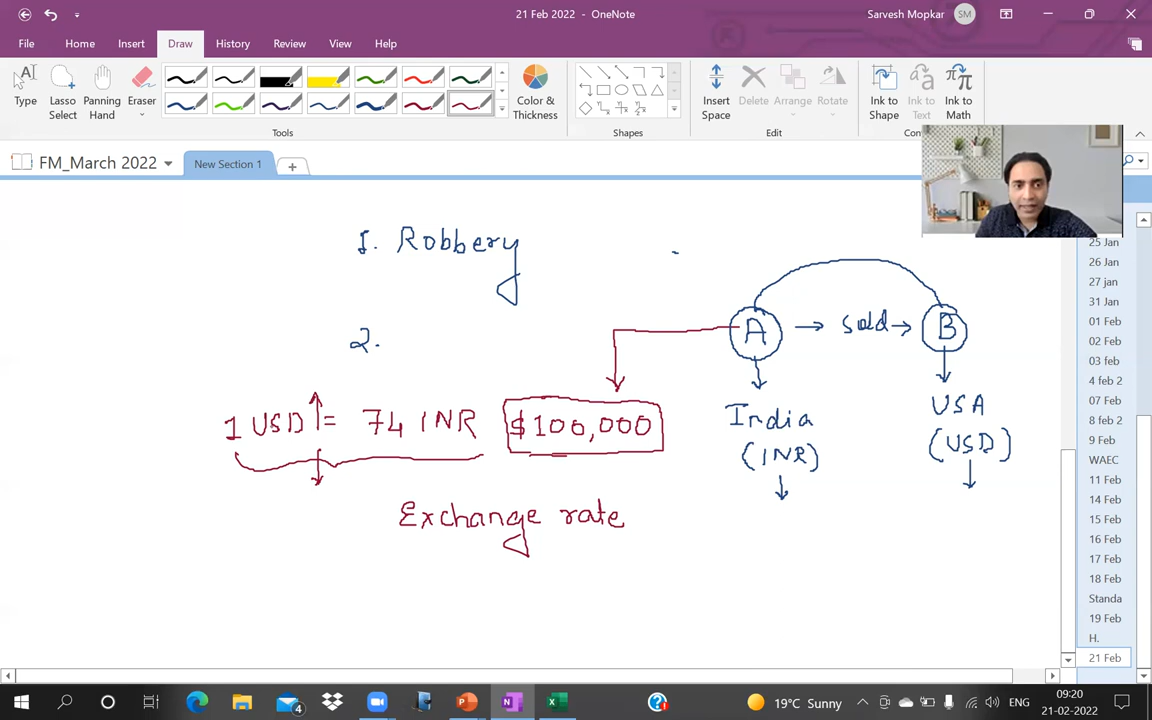 21 Feb 2022 - OneNote
Sarvesh Mopkar
SM
File Home Insert Draw History Review View Help
Type
Lasso Select
Panning Hand
Eraser
Color & Thickness
Insert Space
Delete
Arrange
Rotate
Ink to Shape
Ink to Text
Ink to Math
Tools
Shapes
Edit
FM_March 2022
New Section 1
1. Robbery
2.
A → sold → B
1 USD = 74 INR
$100,000
India
(INR)
USA
(USD)
Exchange rate
25 Jan
26 Jan
27 jan
31 Jan
01 Feb
02 Feb
03 feb
4 feb 2
07 Feb
8 feb 2
9 Feb
WAEC
11 Feb
14 Feb
15 Feb
16 Feb
17 Feb
18 Feb
Standa
19 Feb
H.
21 Feb
4
19°C Sunny
ENG
09:20
21-02-2022